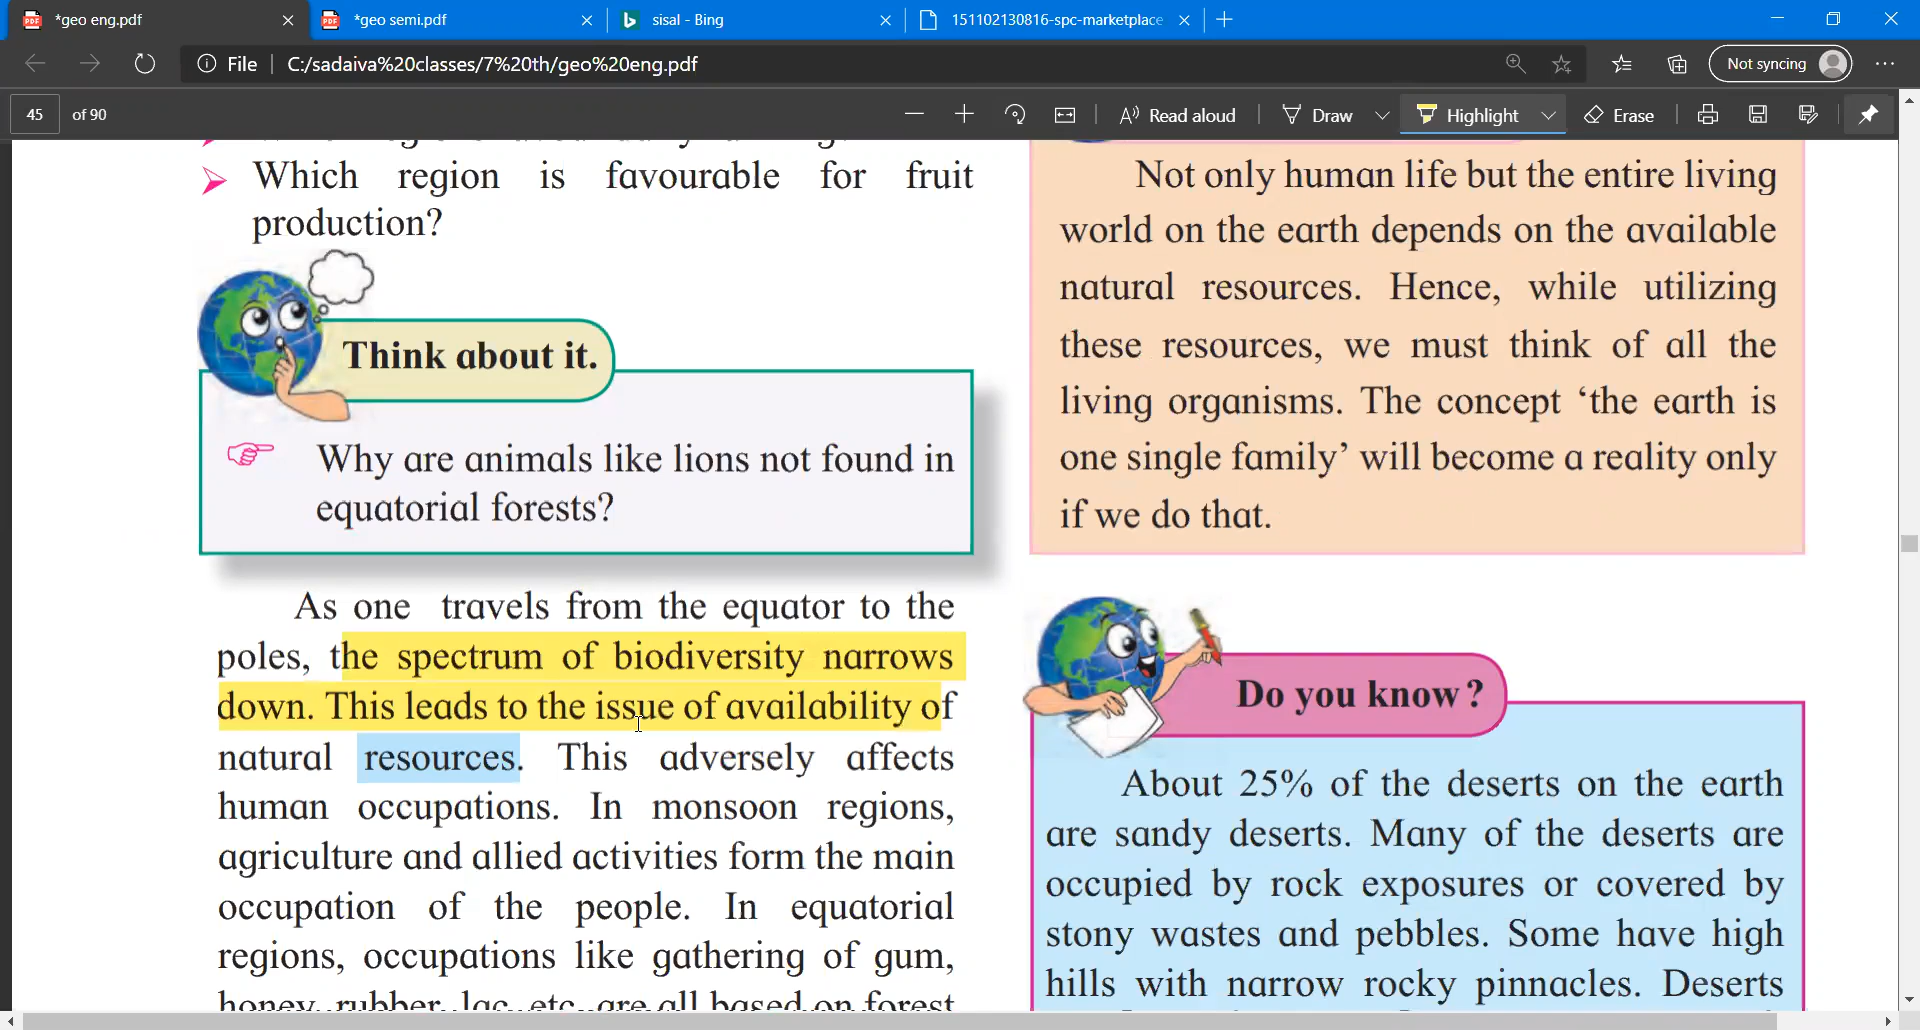 *geo eng.pdf
*geo semi.pdf
sisal - Bing
151102130816-spc-marketplace
File
C:/sadaiva%20classes/7%20th/geo%20eng.pdf
Not syncing
45
of 90
Read aloud
Draw
Highlight
Erase
Which region is favourable for fruit
production?
Think about it.
Why are animals like lions not found in
equatorial forests?
As one travels from the equator to the
poles, the spectrum of biodiversity narrows
down. This leads to the issue of availability of
natural resources. This adversely affects
human occupations. In monsoon regions,
agriculture and allied activities form the main
occupation of the people. In equatorial
regions, occupations like gathering of gum,
honey, rubber, lac, etc. are all based on forest
Not only human life but the entire living
world on the earth depends on the available
natural resources. Hence, while utilizing
these resources, we must think of all the
living organisms. The concept ‘the earth is
one single family’ will become a reality only
if we do that.
Do you know?
About 25% of the deserts on the earth
are sandy deserts. Many of the deserts are
occupied by rock exposures or covered by
stony wastes and pebbles. Some have high
hills with narrow rocky pinnacles. Deserts